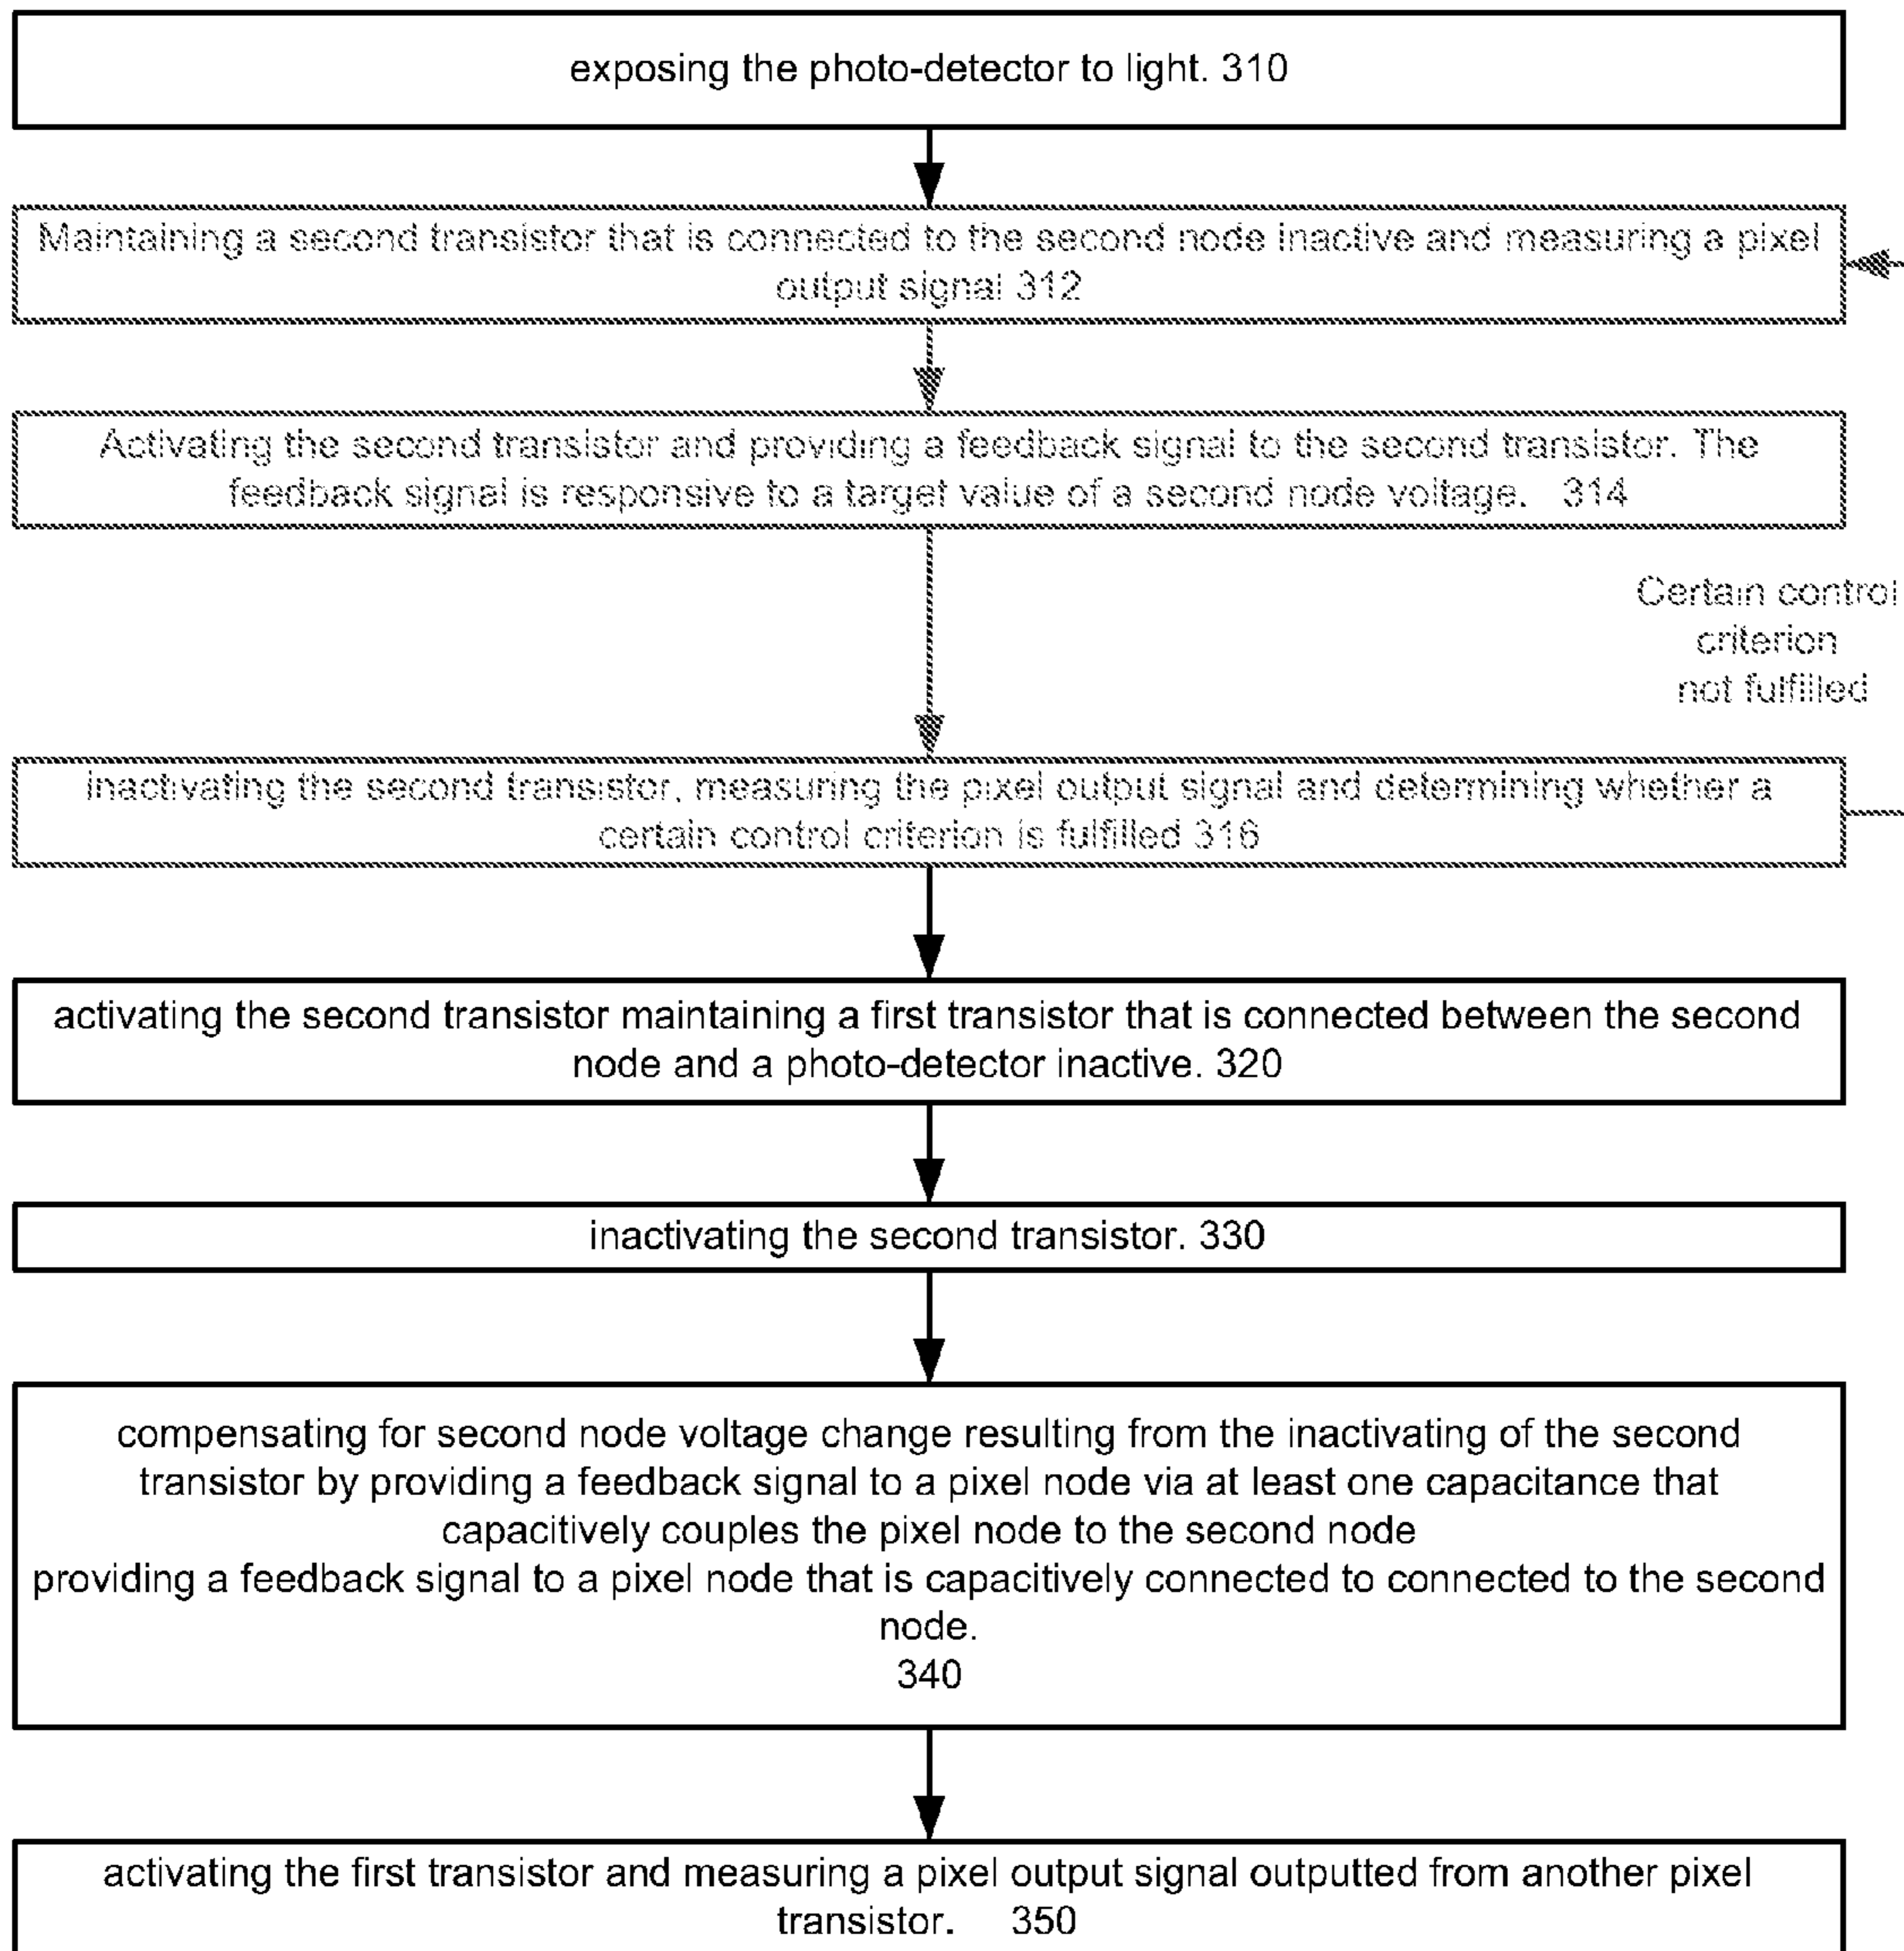 exposing the photo-detector to light. 310
Maintaining a second transistor that is connected to the second node inactive and measuring a pixel
output signal 312
Activating the second transistor and providing a feedback signal to the second transistor. The
feedback signal is responsive to a target value of a second node voltage. 314
Certain control
criterion
not fulfilled
inactivating the second transistor, measuring the pixel output signal and determining whether a
certain control criterion is fulfilled 316
activating the second transistor maintaining a first transistor that is connected between the second
node and a photo-detector inactive. 320
inactivating the second transistor. 330
compensating for second node voltage change resulting from the inactivating of the second
transistor by providing a feedback signal to a pixel node via at least one capacitance that
capacitively couples the pixel node to the second node
providing a feedback signal to a pixel node that is capacitively connected to connected to the second
node.
340
activating the first transistor and measuring a pixel output signal outputted from another pixel
transistor. 350